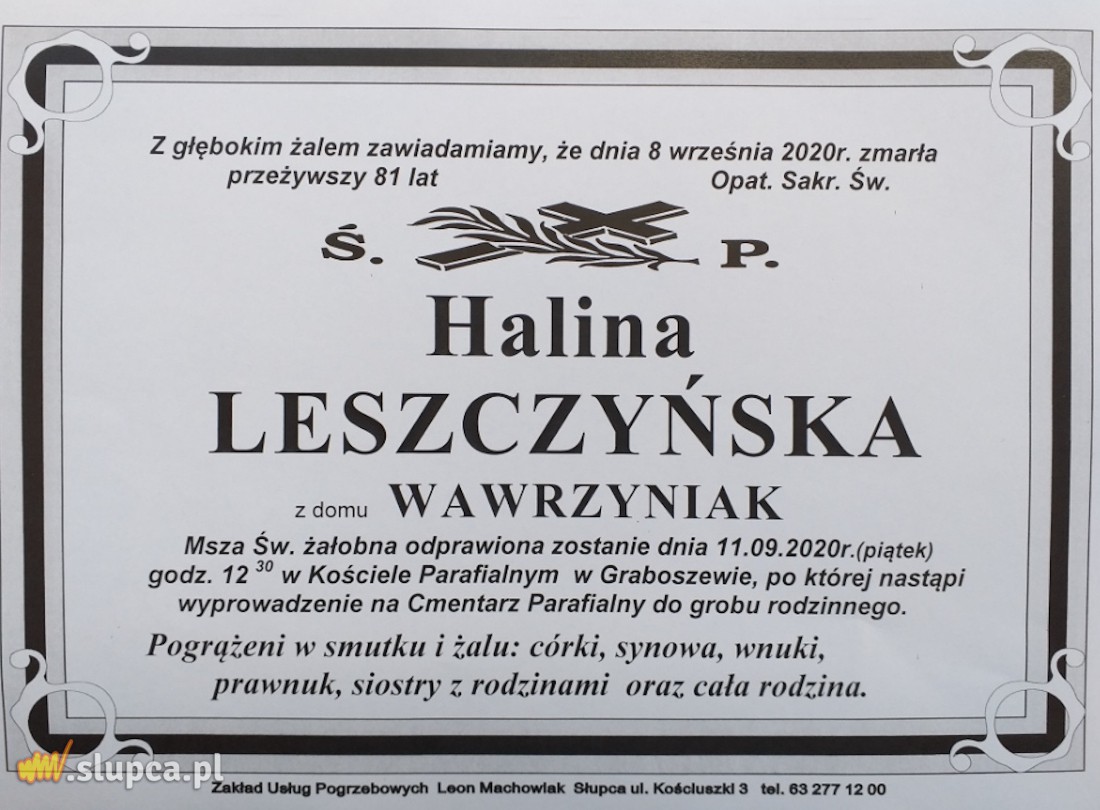 Z głębokim żalem zawiadamiamy, że dnia 8 września 2020r. zmarła
przeżywszy 81 lat Opat. Sakr. Św.
Ś. P.
Halina
LESZCZYŃSKA
z domu WAWRZYNIAK
Msza Św. żałobna odprawiona zostanie dnia 11.09.2020r.(piątek)
godz. 12 30 w Kościele Parafialnym w Graboszewie, po której nastąpi
wyprowadzenie na Cmentarz Parafialny do grobu rodzinnego.
Pogrążeni w smutku i żalu: córki, synowa, wnuki,
prawnuk, siostry z rodzinami oraz cała rodzina.
www.slupca.pl
Zakład Usług Pogrzebowych Leon Machowiak Słupca ul. Kościuszki 3 tel. 63 277 12 00